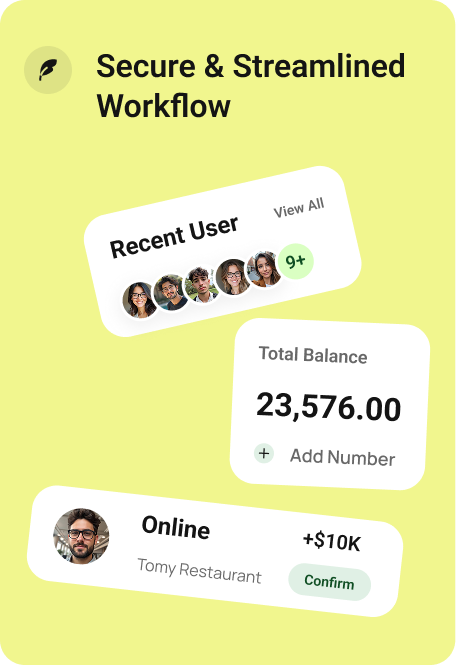 Secure & Streamlined
Workflow
Recent User
View All
9+
Total Balance
23,576.00
+ Add Number
Online
+$10K
Tomy Restaurant
Confirm